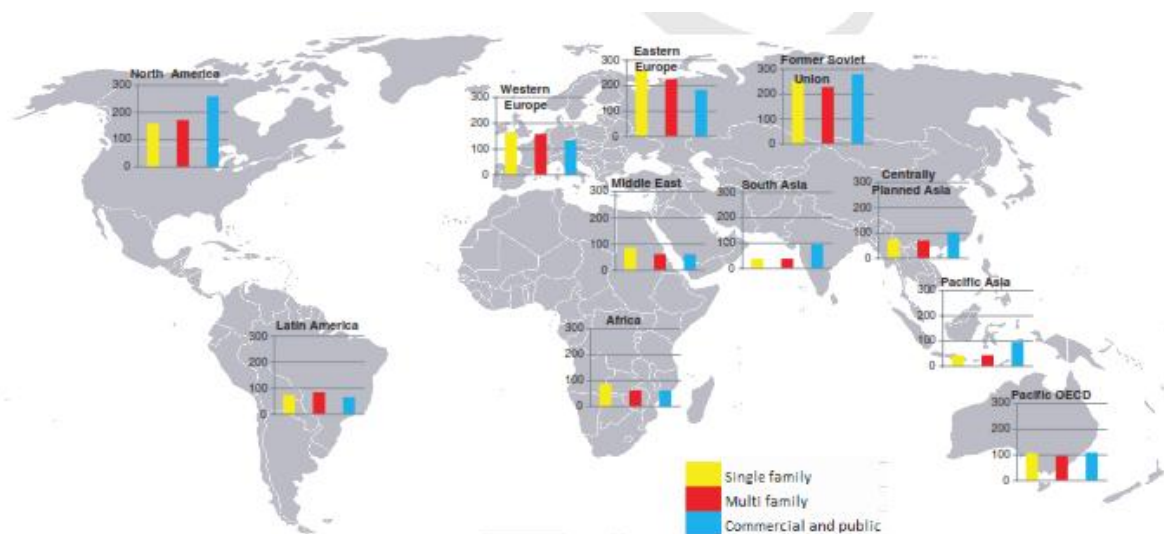 North America
300
200
100
0
Western
Europe
300
200
100
0
Eastern
Europe
300
200
100
0
Former Soviet
Union
300
200
100
0
Middle East
300
200
100
0
South Asia
300
200
100
0
Centrally
Planned Asia
300
200
100
0
Pacific Asia
300
200
100
0
Latin America
300
200
100
0
Africa
300
200
100
0
Pacific OECD
300
200
100
0
Single family
Multi family
Commercial and public